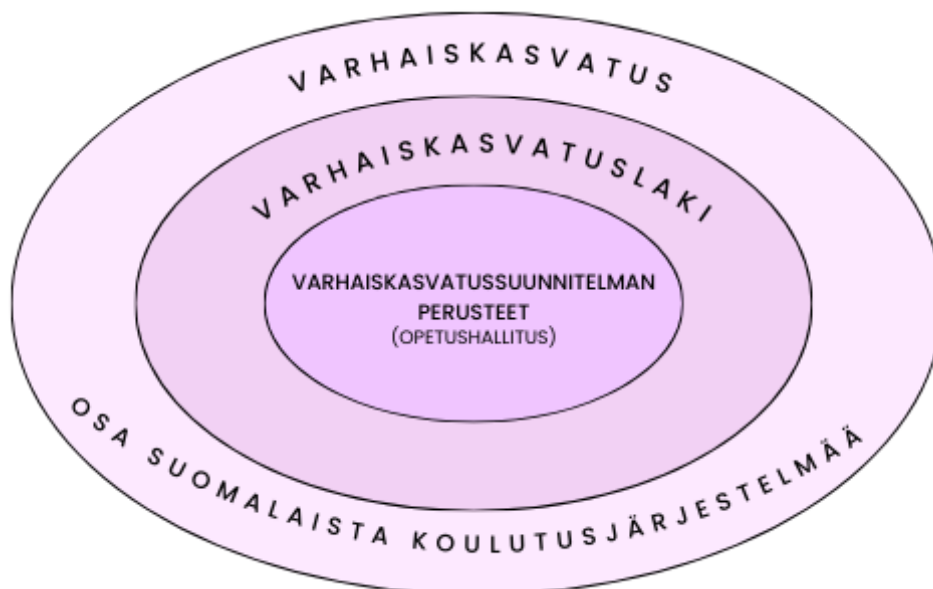 VARHAISKASVATUS
VARHAISKASVATUSLAKI
VARHAISKASVATUSSUUNNITELMAN
PERUSTEET
(OPETUSHALLITUS)
OSA SUOMALAISTA KOULUTUSJÄRJESTELMÄÄ